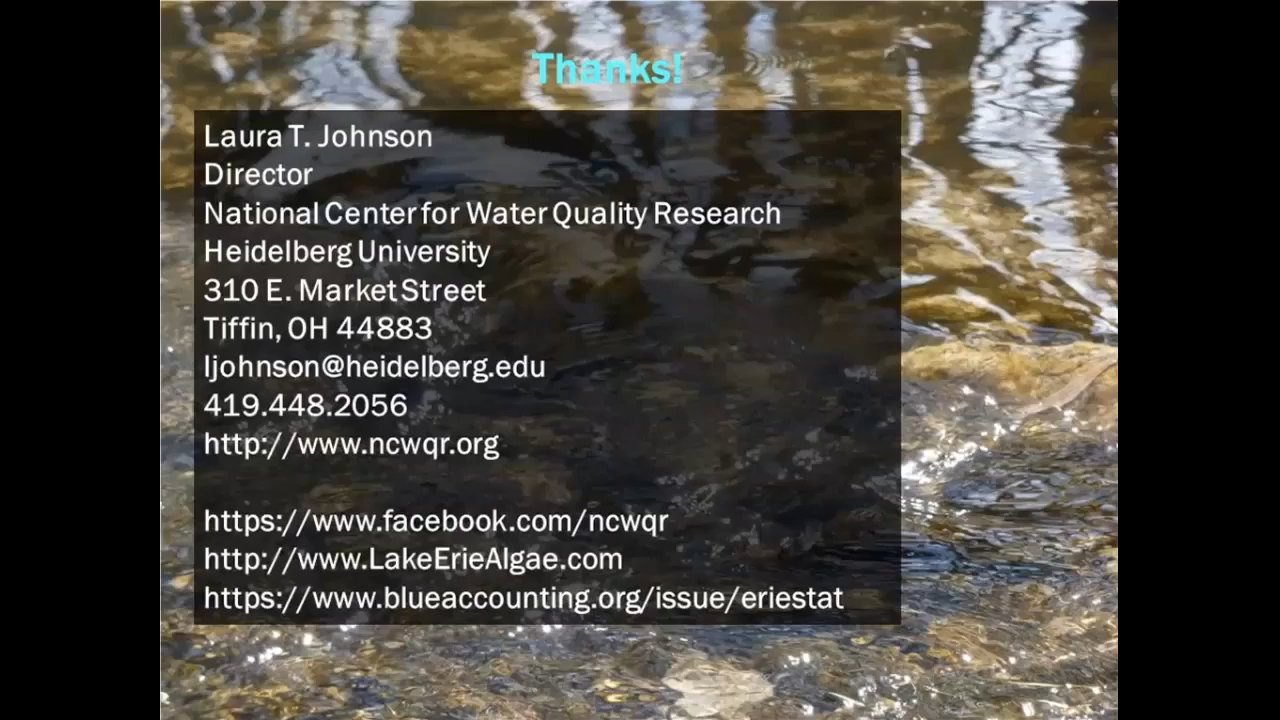 Thanks!
Laura T. Johnson
Director
National Center for Water Quality Research
Heidelberg University
310 E. Market Street
Tiffin, OH 44883
ljohnson@heidelberg.edu
419.448.2056
http://www.ncwqr.org
https://www.facebook.com/ncwqr
http://www.LakeErieAlgae.com
https://www.blueaccounting.org/issue/eriestat